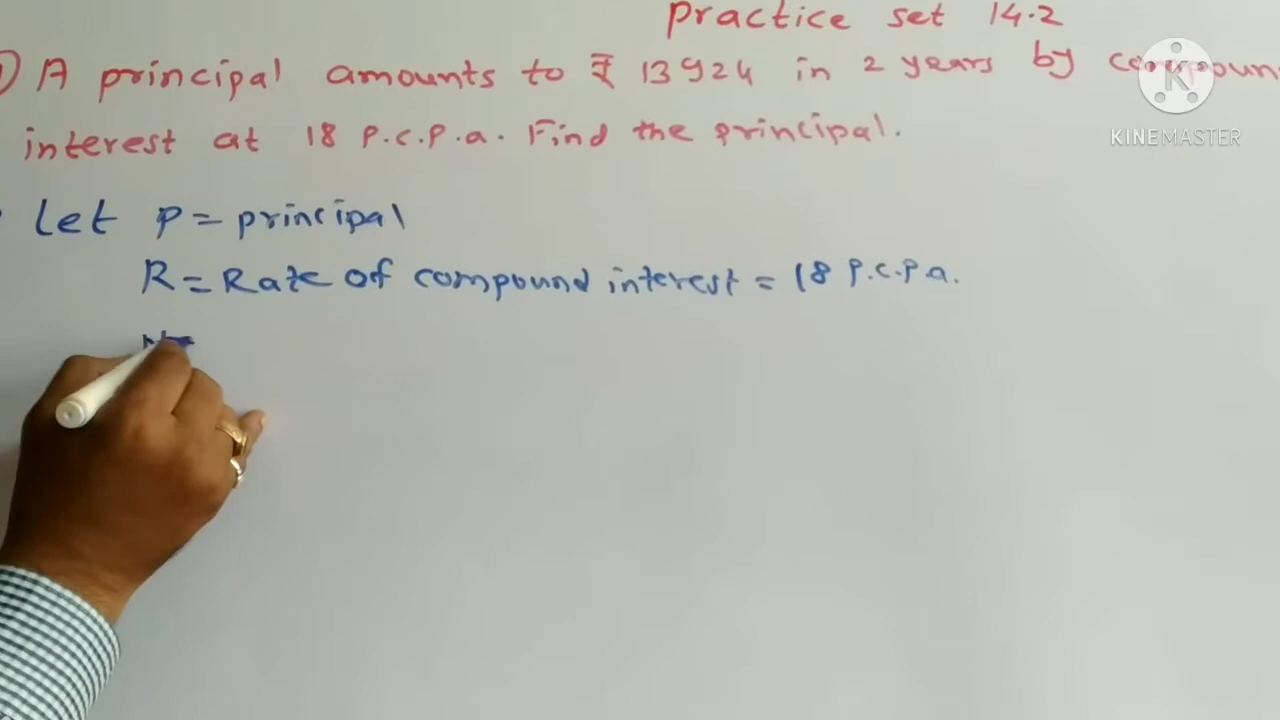 Practice set 14.2
A principal amounts to ₹ 13924 in 2 years by compoun
interest at 18 P.C.P.a. Find the principal.
KINEMASTER
Let P = principal
R = Rate of compound interest = 18 P.C.P.a.